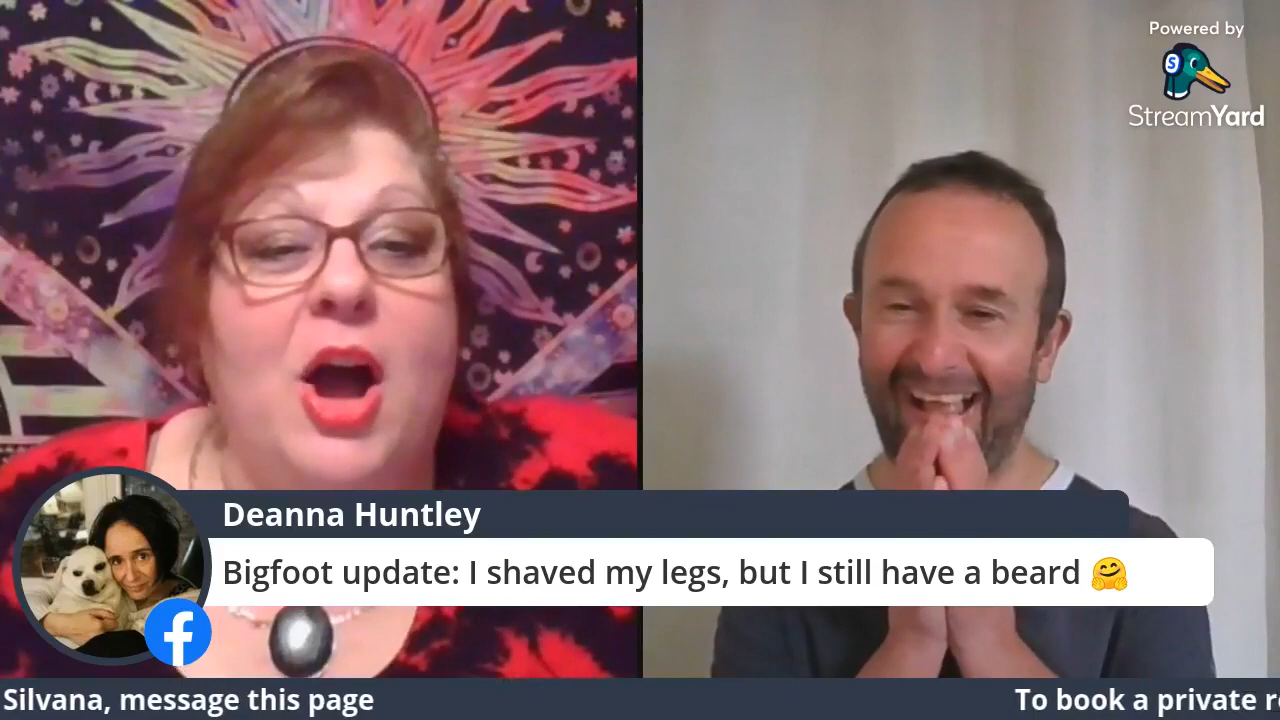 Powered by
StreamYard
Deanna Huntley
Bigfoot update: I shaved my legs, but I still have a beard 🤗
Silvana, message this page
To book a private